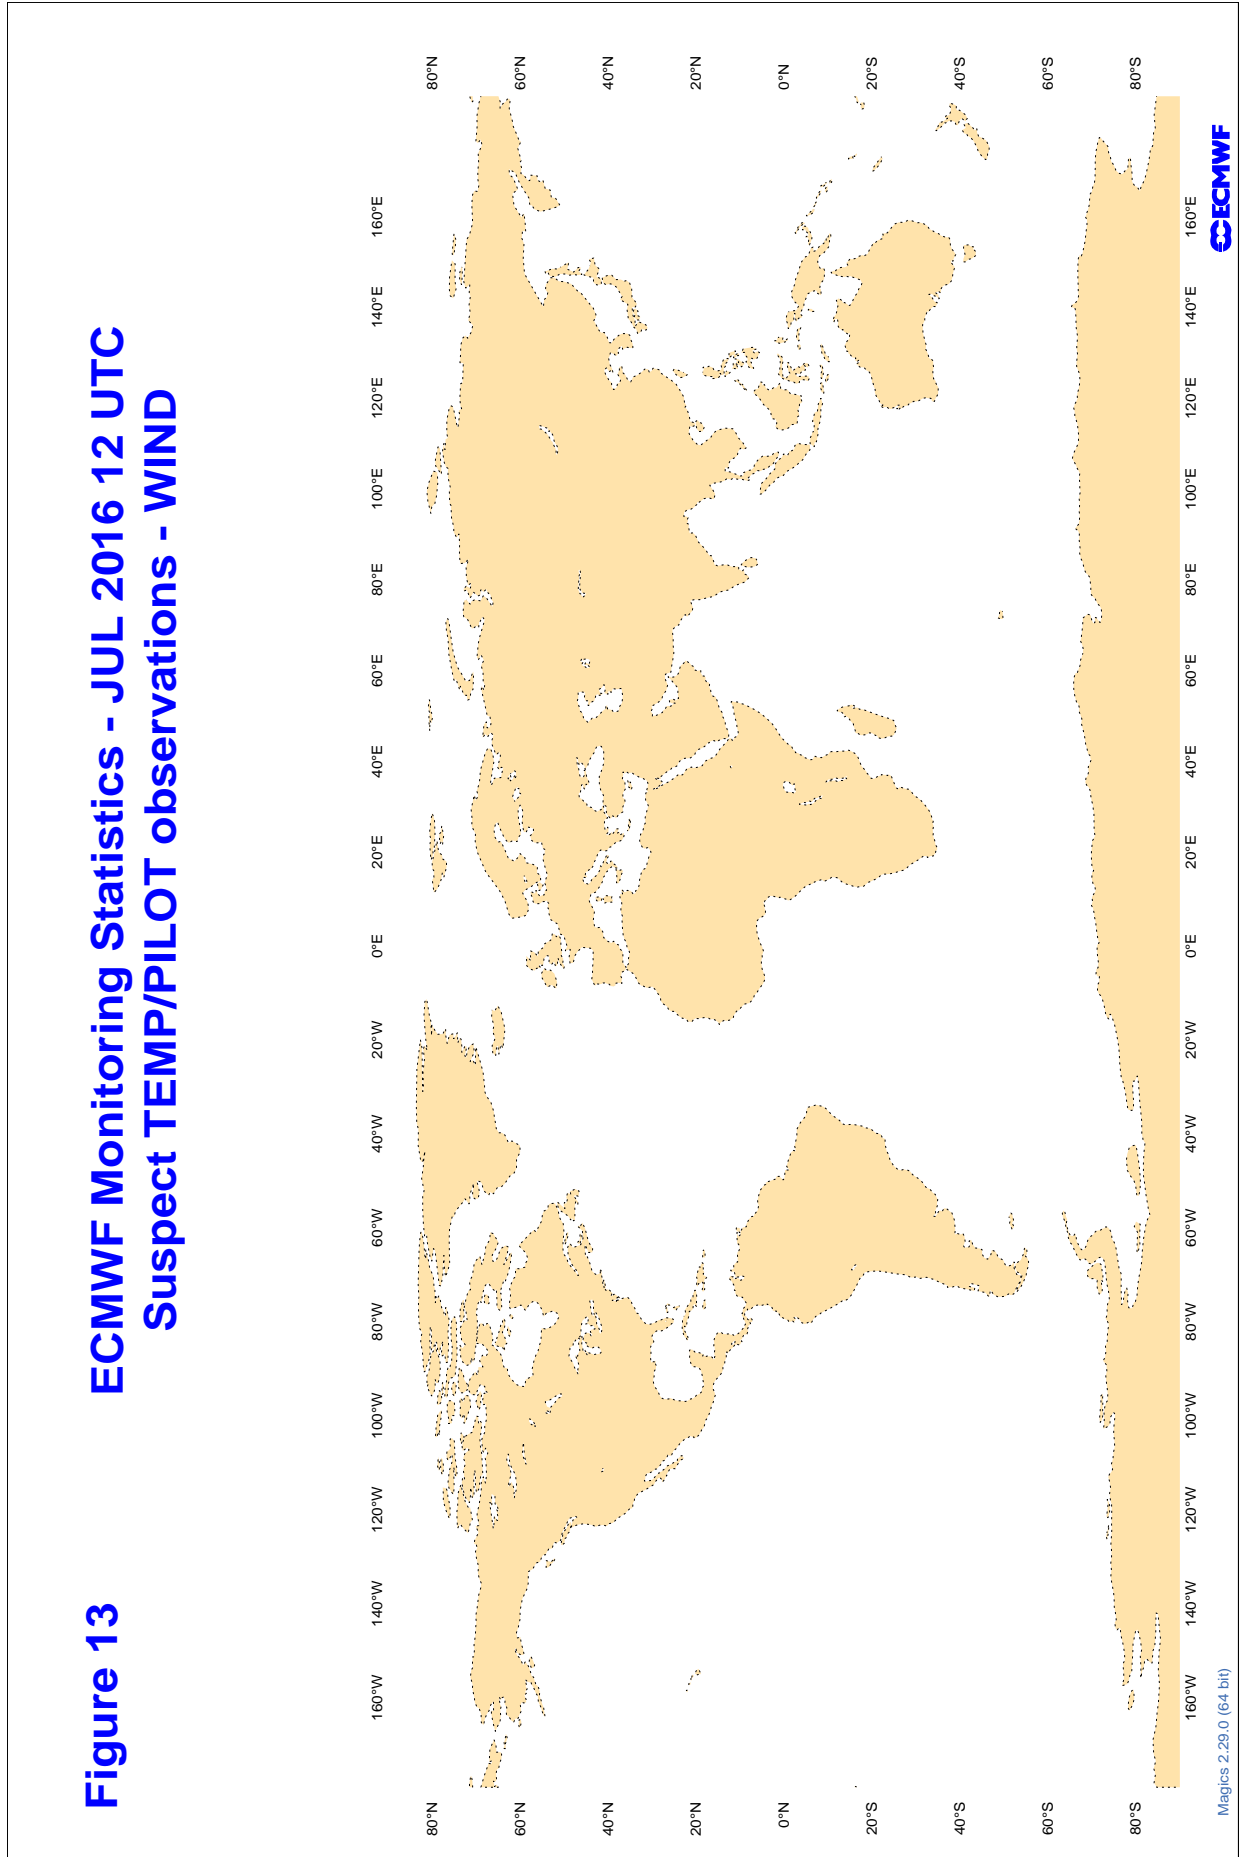 Figure 13
ECMWF Monitoring Statistics - JUL 2016 12 UTC
Suspect TEMP/PILOT observations - WIND
160°W 140°W 120°W 100°W 80°W 60°W 40°W 20°W 0°E 20°E 40°E 60°E 80°E 100°E 120°E 140°E 160°E
80°N 80°N
60°N 60°N
40°N 40°N
20°N 20°N
0°N 0°N
20°S 20°S
40°S 40°S
60°S 60°S
80°S 80°S
160°W 140°W 120°W 100°W 80°W 60°W 40°W 20°W 0°E 20°E 40°E 60°E 80°E 100°E 120°E 140°E 160°E
Magics 2.29.0 (64 bit)
ECMWF